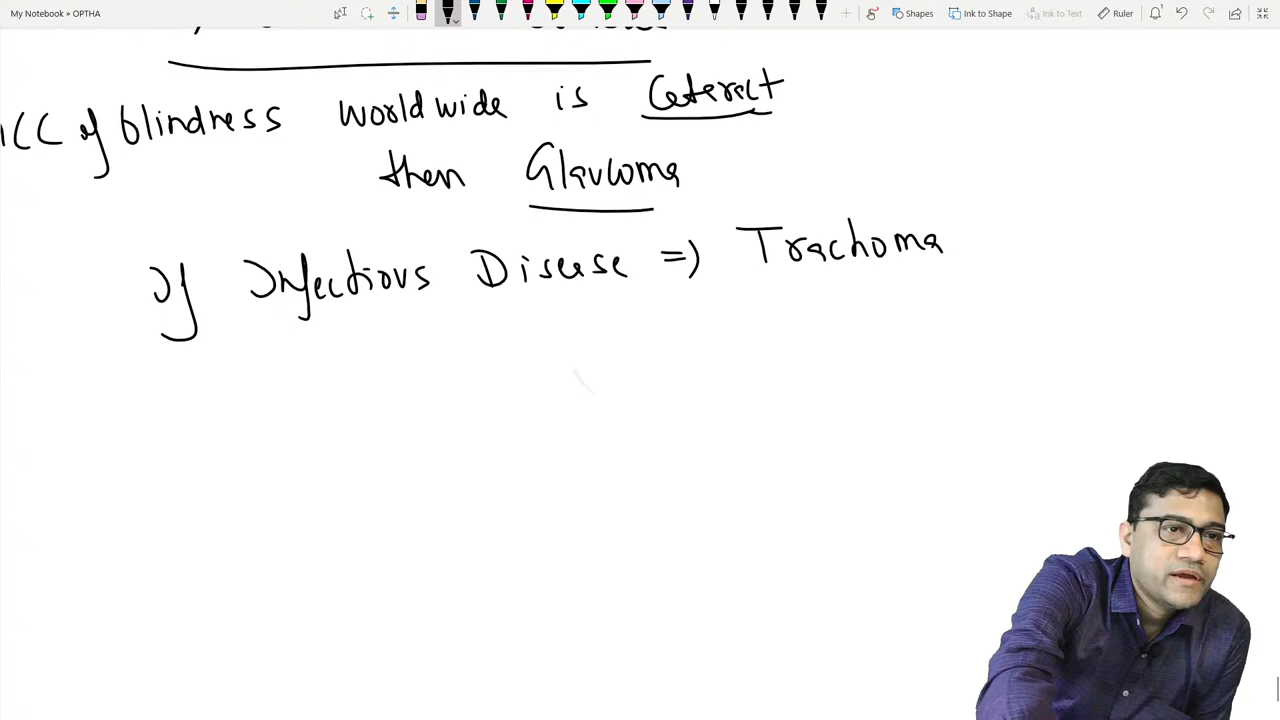 My Notebook » OPTHA
Shapes Ink to Shape Ink to Text Ruler
ICC of blindness worldwide is Cateract
then Glaucoma
If Infectious Disease => Trachoma